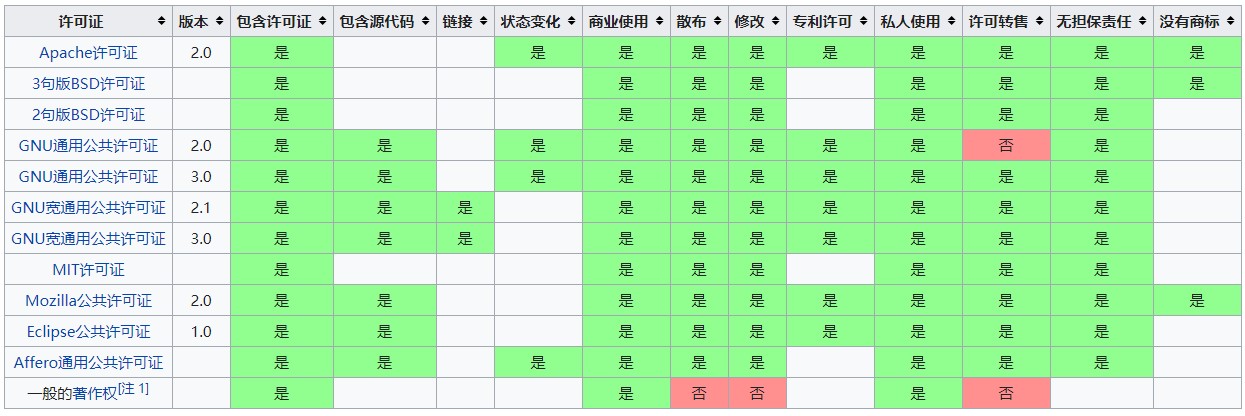 许可证 版本 包含许可证 包含源代码 链接 状态变化 商业使用 散布 修改 专利许可 私人使用 许可转售 无担保责任 没有商标
Apache许可证 2.0 是 是 是 是 是 是 是 是 是 是
3句版BSD许可证 是 是 是 是 是 是 是 是
2句版BSD许可证 是 是 是 是 是 是 是
GNU通用公共许可证 2.0 是 是 是 是 是 是 是 是 否 是
GNU通用公共许可证 3.0 是 是 是 是 是 是 是 是 是 是
GNU宽通用公共许可证 2.1 是 是 是 是 是 是 是 是 是 是
GNU宽通用公共许可证 3.0 是 是 是 是 是 是 是 是 是 是
MIT许可证 是 是 是 是 是 是 是
Mozilla公共许可证 2.0 是 是 是 是 是 是 是 是 是 是
Eclipse公共许可证 1.0 是 是 是 是 是 是 是 是 是
Affero通用公共许可证 是 是 是 是 是 是 是 是 是
一般的著作权[注 1] 是 是 否 否 是 否